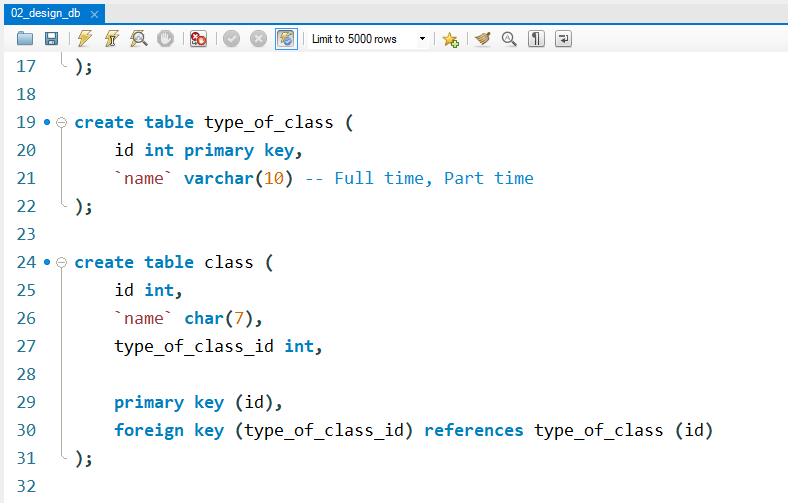 02_design_db
Limit to 5000 rows
17 );
18
19 create table type_of_class (
20 id int primary key,
21 `name` varchar(10) -- Full time, Part time
22 );
23
24 create table class (
25 id int,
26 `name` char(7),
27 type_of_class_id int,
28
29 primary key (id),
30 foreign key (type_of_class_id) references type_of_class (id)
31 );
32